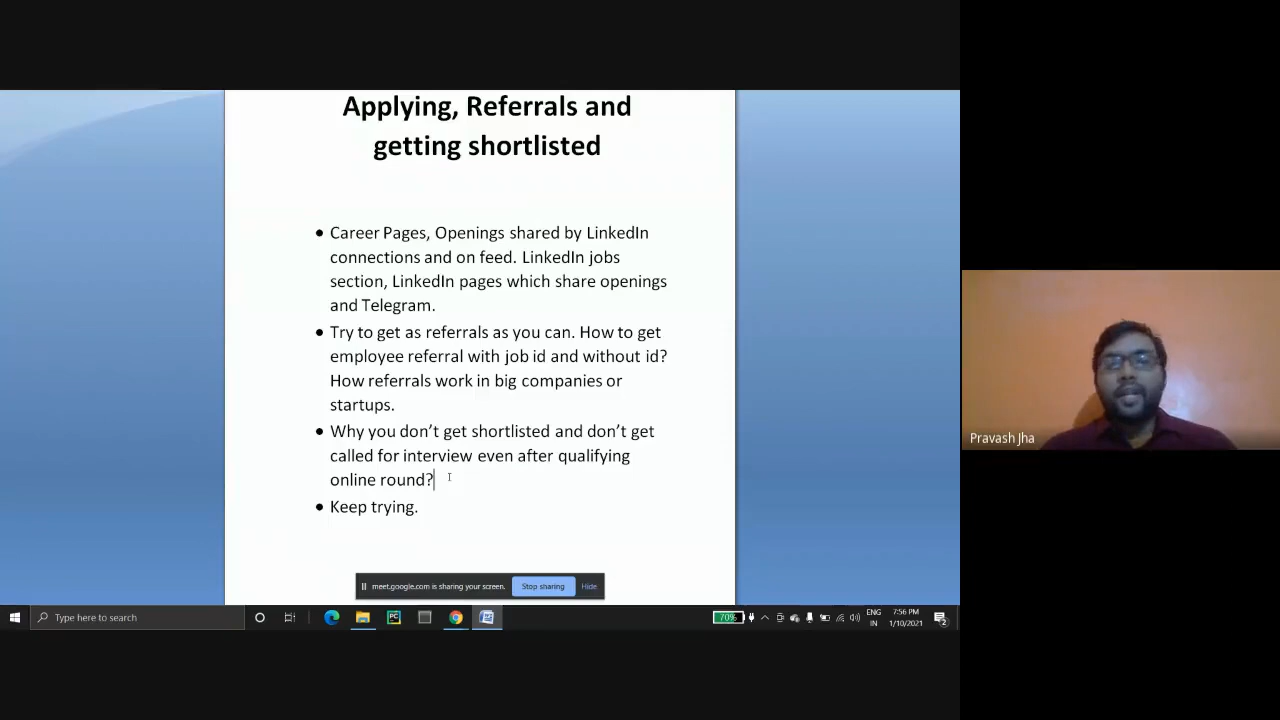 Applying, Referrals and
getting shortlisted
● Career Pages, Openings shared by LinkedIn
connections and on feed. LinkedIn jobs
section, LinkedIn pages which share openings
and Telegram.
● Try to get as referrals as you can. How to get
employee referral with job id and without id?
How referrals work in big companies or
startups.
● Why you don’t get shortlisted and don’t get
called for interview even after qualifying
online round?
● Keep trying.
meet.google.com is sharing your screen. Stop sharing Hide
Pravash Jha
Type here to search
PC
70%
ENG
IN
7:56 PM
1/10/2021
2